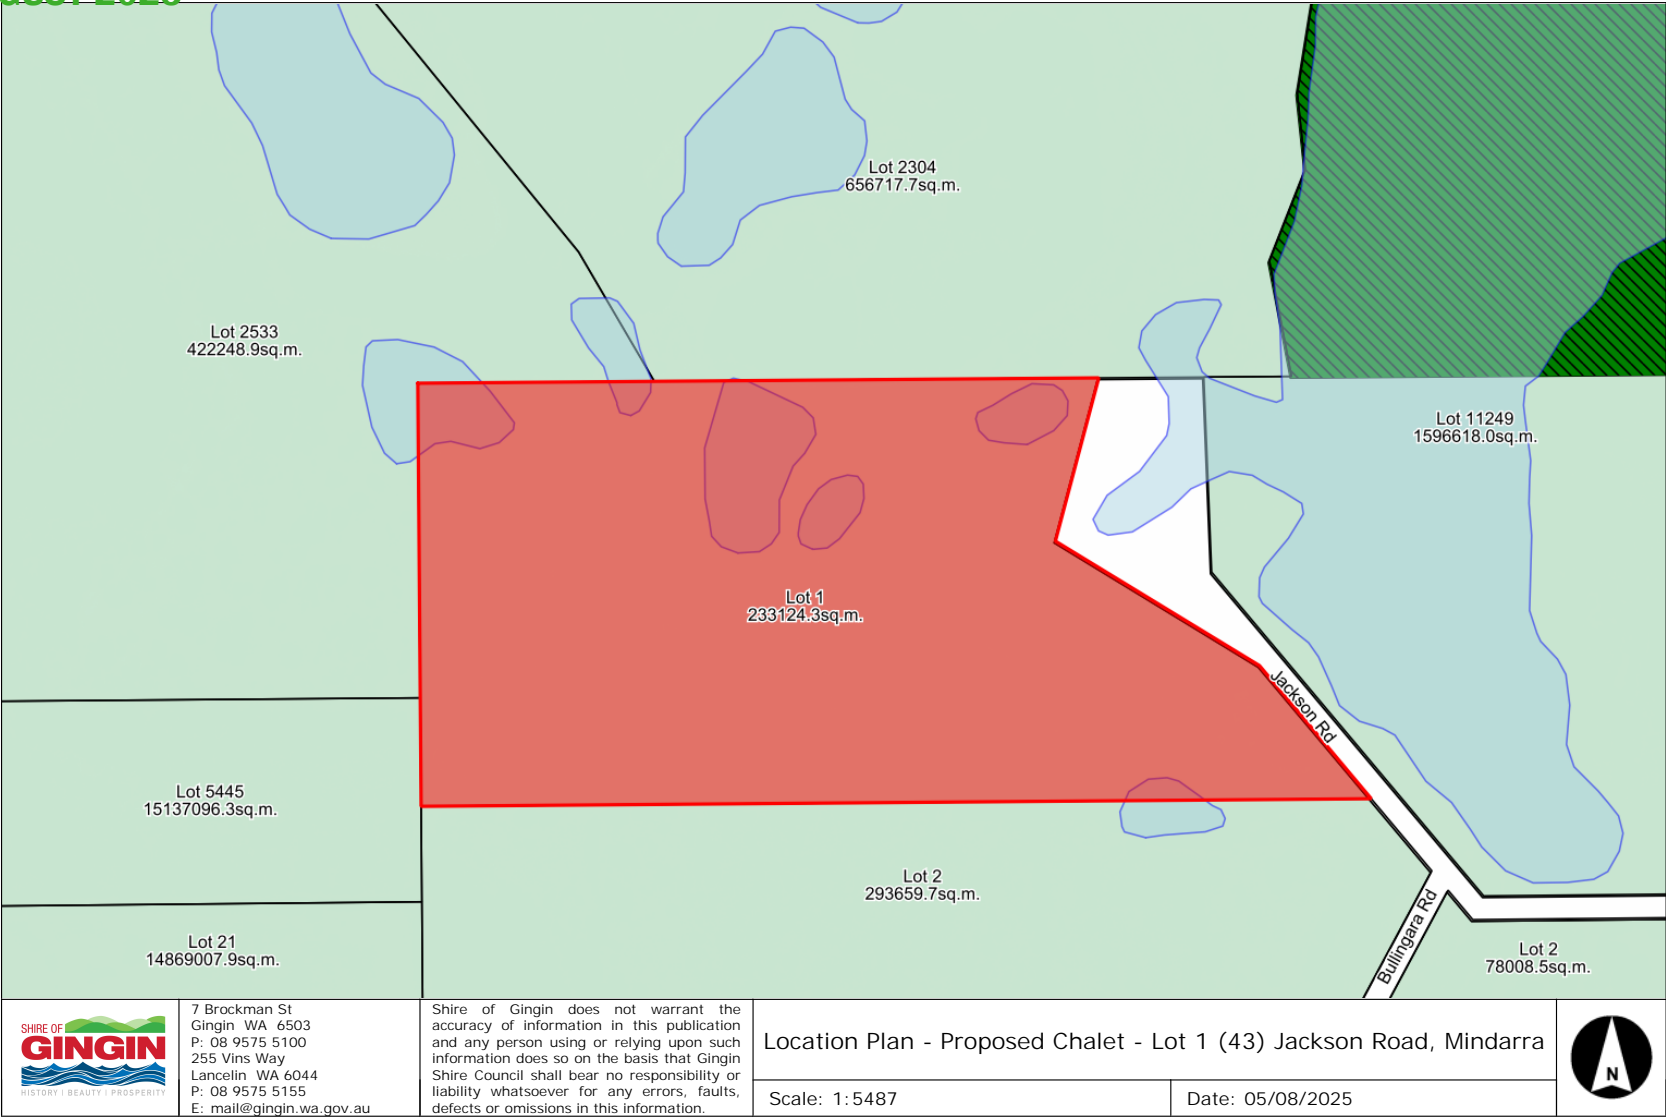 Lot 2304
656717.7sq.m.
Lot 2533
422248.9sq.m.
Lot 11249
1596618.0sq.m.
Lot 1
233124.3sq.m.
Jackson Rd
Lot 5445
15137096.3sq.m.
Lot 2
293659.7sq.m.
Bullingara Rd
Lot 21
14869007.9sq.m.
Lot 2
78008.5sq.m.
SHIRE OF
GINGIN
HISTORY | BEAUTY | PROSPERITY
7 Brockman St
Gingin WA 6503
P: 08 9575 5100
255 Vins Way
Lancelin WA 6044
P: 08 9575 5155
E: mail@gingin.wa.gov.au
Shire of Gingin does not warrant the
accuracy of information in this publication
and any person using or relying upon such
information does so on the basis that Gingin
Shire Council shall bear no responsibility or
liability whatsoever for any errors, faults,
defects or omissions in this information.
Location Plan - Proposed Chalet - Lot 1 (43) Jackson Road, Mindarra
Scale: 1:5487
Date: 05/08/2025
N